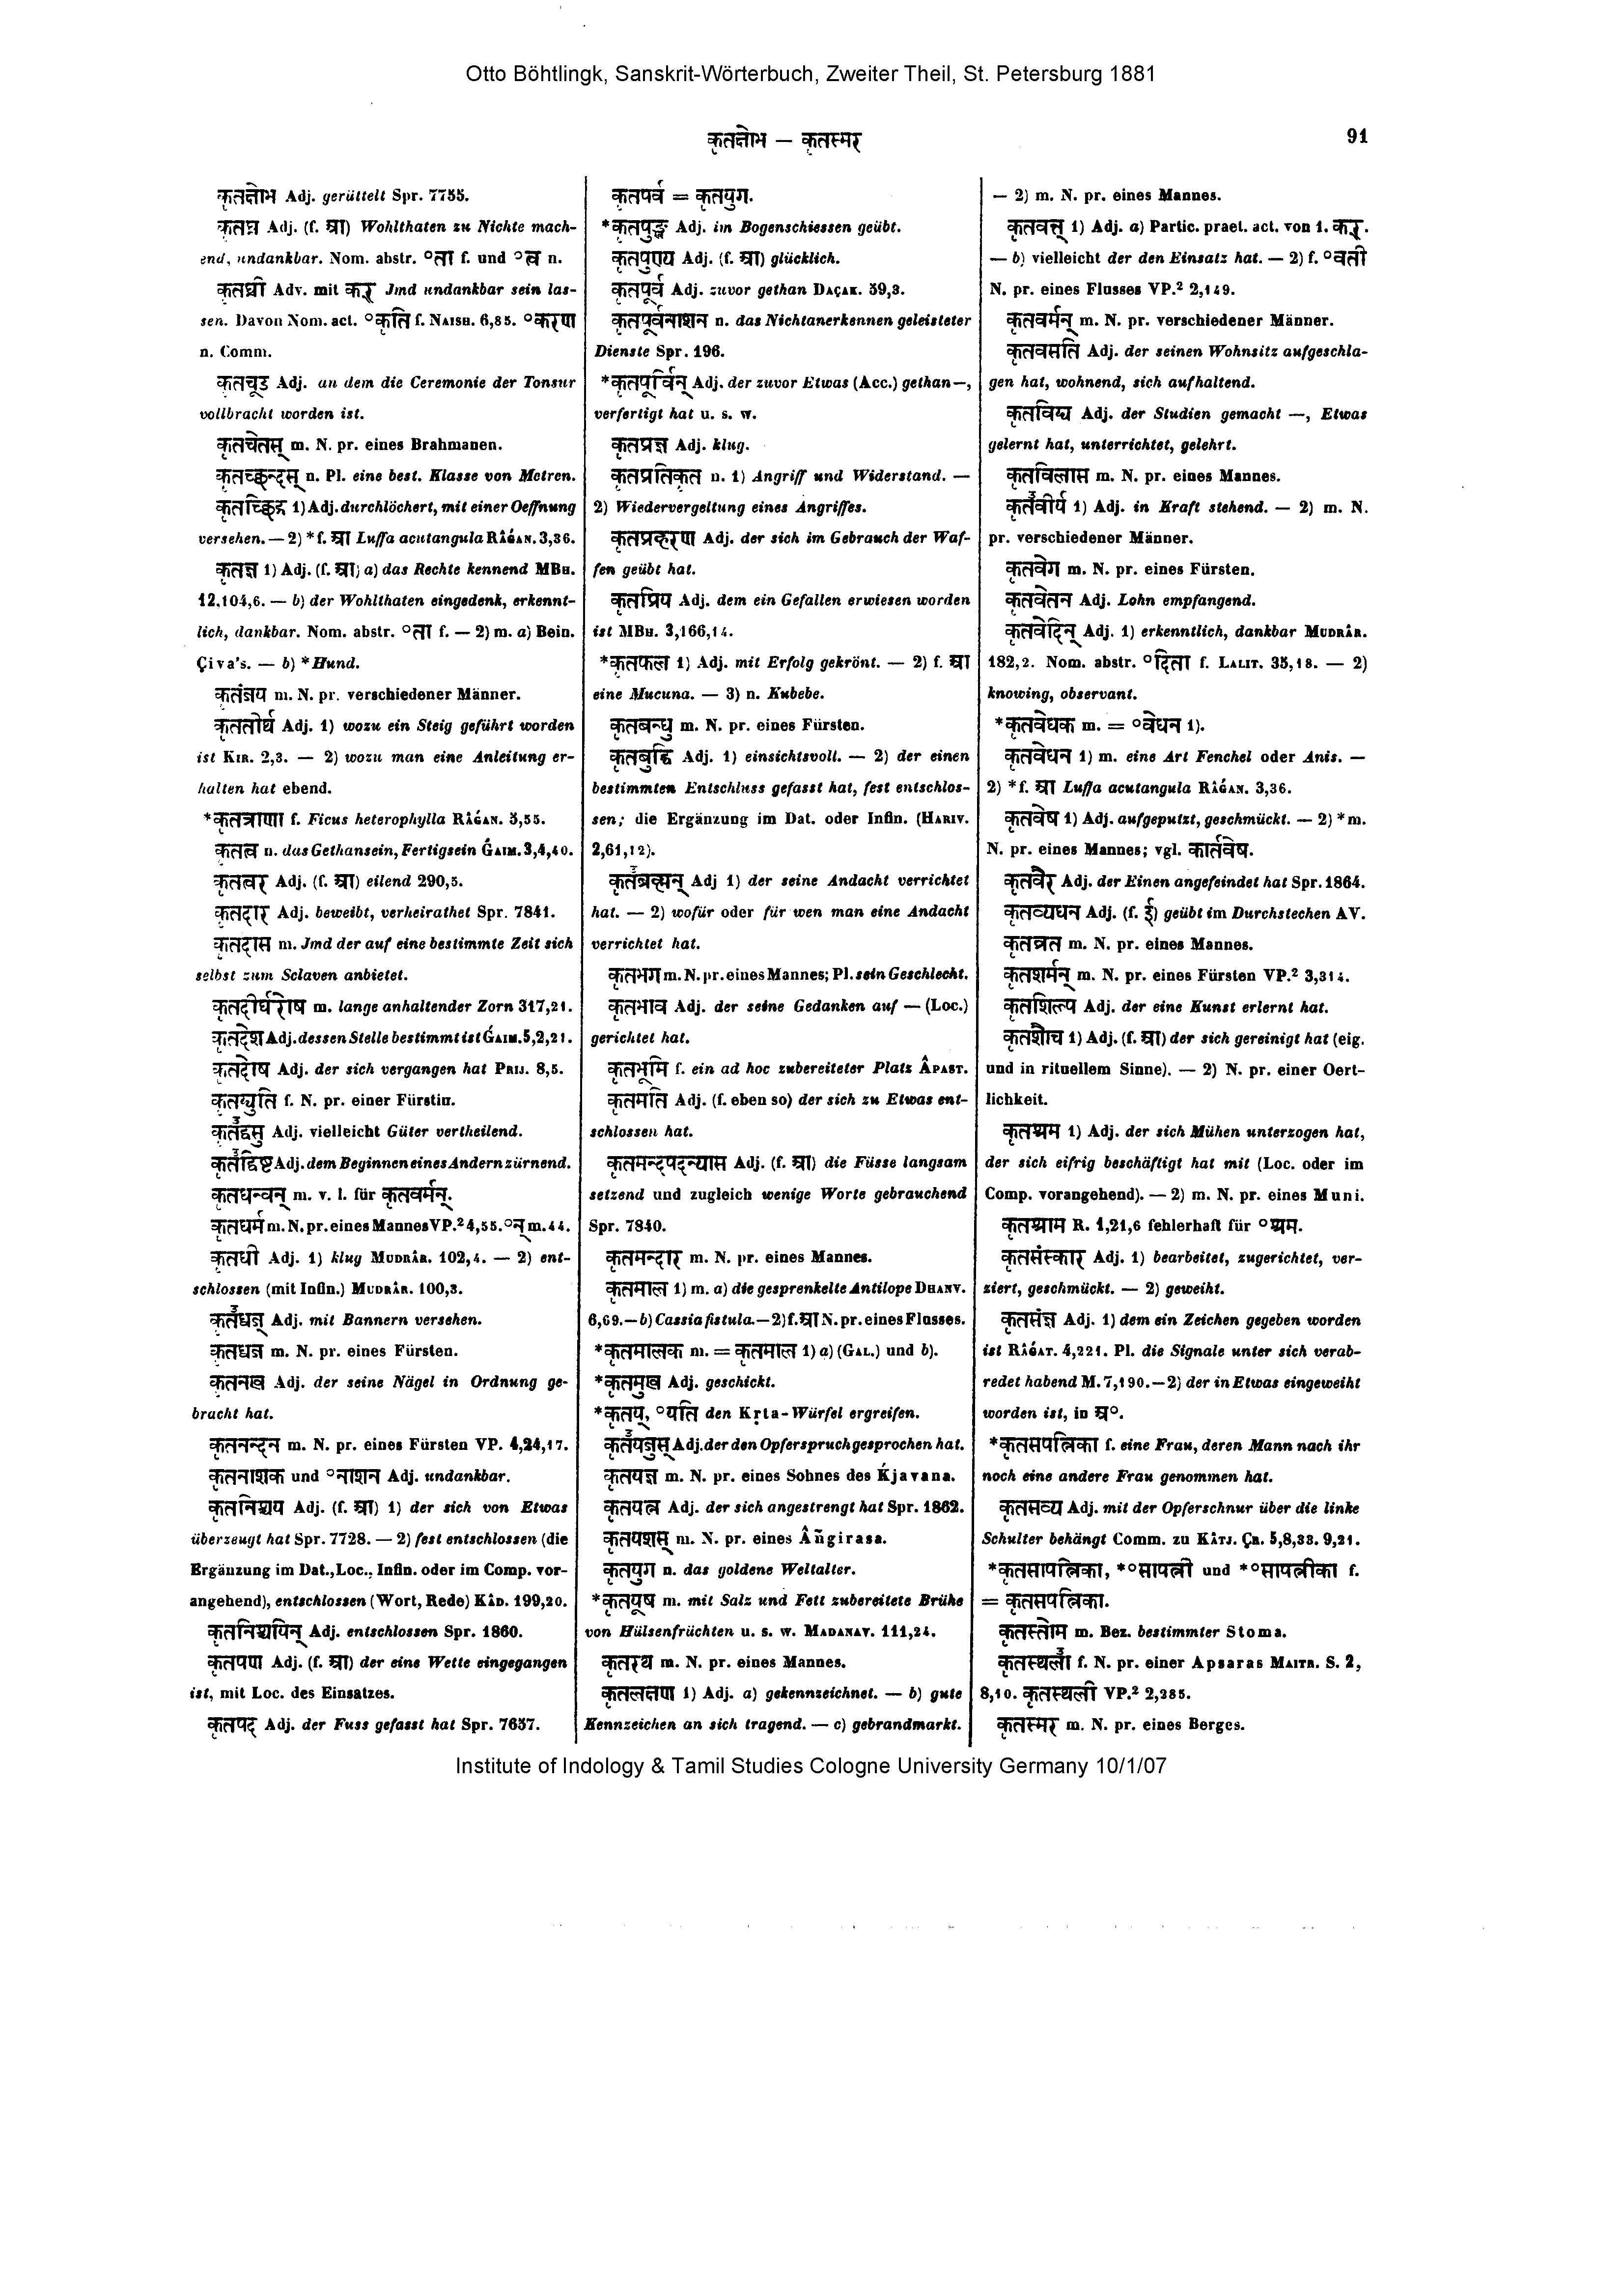 Otto Böhtlingk, Sanskrit-Wörterbuch, Zweiter Theil, St. Petersburg 1881
कृतक्षोभ — कृतस्मर
91
कृतक्षोभ Adj. gerüttelt Spr. 7755.
कृतघ्न Adj. (f. आ) Wohlthaten zu Nichte mach-
end, undankbar. Nom. abstr. °ता f. und °त्व n.
कृतघ्नी Adv. mit कर् Jmd undankbar sein las-
sen. Davon Nom. act. °कृति f. NAISH. 6,85. °करण
n. Comm.
कृतचूड Adj. an dem die Ceremonie der Tonsur
vollbracht worden ist.
कृतचेतस् m. N. pr. eines Brahmanen.
कृतच्छन्दस् n. Pl. eine best. Klasse von Metren.
कृतच्छिद्र 1) Adj. durchlöchert, mit einer Oeffnung
versehen. — 2) *f. आ Luffa acutangula RÂǴAN. 3,36.
कृतज्ञ 1) Adj. (f. आ) a) das Rechte kennend MBH.
12,104,6. — b) der Wohlthaten eingedenk, erkennt-
lich, dankbar. Nom. abstr. °ता f. — 2) m. a) Bein.
Çiva's. — b) *Hund.
कृतंजय m. N. pr. verschiedener Männer.
कृततीर्थ Adj. 1) wozu ein Steig geführt worden
ist KIR. 2,3. — 2) wozu man eine Anleitung er-
halten hat ebend.
*कृतत्राणा f. Ficus heterophylla RÂǴAN. 5,55.
कृतत्व n. das Gethansein, Fertigsein ǴAIM. 3,4,40.
कृतत्वर Adj. (f. आ) eilend 290,5.
कृतदार Adj. beweibt, verheirathet Spr. 7841.
कृतदास m. Jmd der auf eine bestimmte Zeit sich
selbst zum Sclaven anbietet.
कृतदीर्घरोष m. lange anhaltender Zorn 317,21.
कृतदेश Adj. dessen Stelle bestimmt ist ǴAIM. 5,2,21.
कृतदोष Adj. der sich vergangen hat PRIJ. 8,5.
कृतद्युति f. N. pr. einer Fürstin.
कृतद्वसु Adj. vielleicht Güter vertheilend.
कृतद्विष्ट Adj. dem Beginnen eines Andern zürnend.
कृतधन्वन् m. v. l. für कृतवर्मन्.
कृतधर्म m. N. pr. eines Mannes VP.² 4,55. °न् m. 44.
कृतधी Adj. 1) klug MUDRÂR. 102,4. — 2) ent-
schlossen (mit Infin.) MUDRÂR. 100,3.
कृतध्वज् Adj. mit Bannern versehen.
कृतध्वज m. N. pr. eines Fürsten.
कृतनख Adj. der seine Nägel in Ordnung ge-
bracht hat.
कृतनन्दन m. N. pr. eines Fürsten VP. 4,24,17.
कृतनाशक und °नाशन Adj. undankbar.
कृतनिश्चय Adj. (f. आ) 1) der sich von Etwas
überzeugt hat Spr. 7728. — 2) fest entschlossen (die
Ergänzung im Dat., Loc., Infin. oder im Comp. vor-
angehend), entschlossen (Wort, Rede) KÂD. 199,20.
कृतनिश्चयिन् Adj. entschlossen Spr. 1860.
कृतपण Adj. (f. आ) der eine Wette eingegangen
ist, mit Loc. des Einsatzes.
कृतपद Adj. der Fuss gefasst hat Spr. 7657.
कृतपर्व = कृतयुग.
*कृतपुङ्ख Adj. im Bogenschiessen geübt.
कृतपुण्य Adj. (f. आ) glücklich.
कृतपूर्व Adj. zuvor gethan DAÇAK. 59,3.
कृतपूर्वनाशन n. das Nichtanerkennen geleisteter
Dienste Spr. 196.
*कृतपूर्विन् Adj. der zuvor Etwas (Acc.) gethan—,
verfertigt hat u. s. w.
कृतप्रज्ञ Adj. klug.
कृतप्रतिकृत n. 1) Angriff und Widerstand. —
2) Wiedervergeltung eines Angriffes.
कृतप्रहरण Adj. der sich im Gebrauch der Waf-
fen geübt hat.
कृतप्रिय Adj. dem ein Gefallen erwiesen worden
ist MBH. 3,166,14.
*कृतफल 1) Adj. mit Erfolg gekrönt. — 2) f. आ
eine Mucuna. — 3) n. Kubebe.
कृतबन्धु m. N. pr. eines Fürsten.
कृतबुद्धि Adj. 1) einsichtsvoll. — 2) der einen
bestimmten Entschluss gefasst hat, fest entschlos-
sen; die Ergänzung im Dat. oder Infin. (HARIV.
2,61,12).
कृतब्रह्मन् Adj 1) der seine Andacht verrichtet
hat. — 2) wofür oder für wen man eine Andacht
verrichtet hat.
कृतभग m. N. pr. eines Mannes; Pl. sein Geschlecht.
कृतभाव Adj. der seine Gedanken auf — (Loc.)
gerichtet hat.
कृतभूमि f. ein ad hoc zubereiteter Platz ÂPAST.
कृतमति Adj. (f. eben so) der sich zu Etwas ent-
schlossen hat.
कृतमन्दपदन्यास Adj. (f. आ) die Füsse langsam
setzend und zugleich wenige Worte gebrauchend
Spr. 7840.
कृतमन्दार m. N. pr. eines Mannes.
कृतमाल 1) m. a) die gesprenkelte Antilope DHANV.
6,69. — b) Cassia fistula. — 2) f. आ N. pr. eines Flusses.
*कृतमालक m. = कृतमाल 1) a) (GAL.) und b).
*कृतमुख Adj. geschickt.
*कृतय्, °यति den Kṛta-Würfel ergreifen.
कृतयजुस् Adj. der den Opferspruch gesprochen hat.
कृतयज्ञ m. N. pr. eines Sohnes des Ḱjavana.
कृतयत्न Adj. der sich angestrengt hat Spr. 1862.
कृतयशस् m. N. pr. eines Âṅgirasa.
कृतयुग n. das goldene Weltalter.
*कृतयूष m. mit Salz und Fett zubereitete Brühe
von Hülsenfrüchten u. s. w. MADANAV. 111,24.
कृतरथ m. N. pr. eines Mannes.
कृतलक्षण 1) Adj. a) gekennzeichnet. — b) gute
Kennzeichen an sich tragend. — c) gebrandmarkt.
— 2) m. N. pr. eines Mannes.
कृतवत् 1) Adj. a) Partic. praet. act. von 1. कर्.
— b) vielleicht der den Einsatz hat. — 2) f. °वती
N. pr. eines Flusses VP.² 2,149.
कृतवर्मन् m. N. pr. verschiedener Männer.
कृतवसति Adj. der seinen Wohnsitz aufgeschla-
gen hat, wohnend, sich aufhaltend.
कृतविद्य Adj. der Studien gemacht —, Etwas
gelernt hat, unterrichtet, gelehrt.
कृतविलास m. N. pr. eines Mannes.
कृतवीर्य 1) Adj. in Kraft stehend. — 2) m. N.
pr. verschiedener Männer.
कृतवेग m. N. pr. eines Fürsten.
कृतवेतन Adj. Lohn empfangend.
कृतवेदिन् Adj. 1) erkenntlich, dankbar MUDRÂR.
182,2. Nom. abstr. °दिता f. LALIT. 35,18. — 2)
knowing, observant.
*कृतवेधक m. = °वेधन 1).
कृतवेधन 1) m. eine Art Fenchel oder Anis. —
2) *f. आ Luffa acutangula RÂǴAN. 3,36.
कृतवेष 1) Adj. aufgeputzt, geschmückt. — 2) *m.
N. pr. eines Mannes; vgl. कार्तवेष.
कृतवैर Adj. der Einen angefeindet hat Spr. 1864.
कृतव्यधन Adj. (f. ई) geübt im Durchstechen AV.
कृतव्रत m. N. pr. eines Mannes.
कृतशर्मन् m. N. pr. eines Fürsten VP.² 3,314.
कृतशिल्प Adj. der eine Kunst erlernt hat.
कृतशौच 1) Adj. (f. आ) der sich gereinigt hat (eig.
und in rituellem Sinne). — 2) N. pr. einer Oert-
lichkeit.
कृतश्रम 1) Adj. der sich Mühen unterzogen hat,
der sich eifrig beschäftigt hat mit (Loc. oder im
Comp. vorangehend). — 2) m. N. pr. eines Muni.
कृतश्राम R. 1,21,6 fehlerhaft für °श्रम.
कृतसंस्कार Adj. 1) bearbeitet, zugerichtet, ver-
ziert, geschmückt. — 2) geweiht.
कृतसंज्ञ Adj. 1) dem ein Zeichen gegeben worden
ist RÂǴAT. 4,221. Pl. die Signale unter sich verab-
redet habend M. 7,190. — 2) der in Etwas eingeweiht
worden ist, in अ°.
*कृतसपत्निका f. eine Frau, deren Mann nach ihr
noch eine andere Frau genommen hat.
कृतसव्य Adj. mit der Opferschnur über die linke
Schulter behängt Comm. zu KÂTJ. ÇR. 5,8,33. 9,21.
*कृतसापत्निका, *°सापत्नी und *°सापत्नीका f.
= कृतसपत्निका.
कृतस्तोम m. Bez. bestimmter Stoma.
कृतस्थला f. N. pr. einer Apsaras MAITR. S. 2,
8,10. कृतस्थली VP.² 2,285.
कृतस्मर m. N. pr. eines Berges.
Institute of Indology & Tamil Studies Cologne University Germany 10/1/07